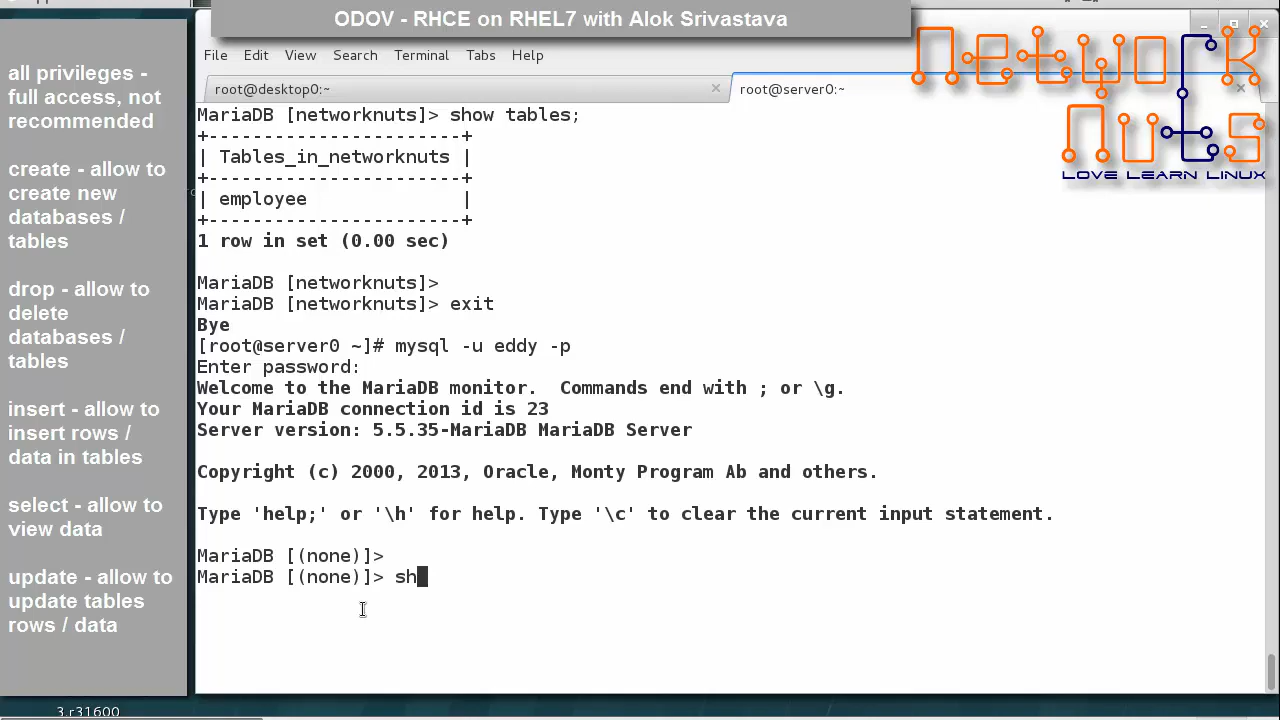 ODOV - RHCE on RHEL7 with Alok Srivastava
NETWORK
NUTS
LOVE LEARN LINUX
File Edit View Search Terminal Tabs Help
root@desktop0:~ × root@server0:~ ×
all privileges -
full access, not
recommended
create - allow to
create new
databases /
tables
drop - allow to
delete
databases /
tables
insert - allow to
insert rows /
data in tables
select - allow to
view data
update - allow to
update tables
rows / data
MariaDB [networknuts]> show tables;
+-----------------------+
| Tables_in_networknuts |
+-----------------------+
| employee              |
+-----------------------+
1 row in set (0.00 sec)
MariaDB [networknuts]>
MariaDB [networknuts]> exit
Bye
[root@server0 ~]# mysql -u eddy -p
Enter password:
Welcome to the MariaDB monitor.  Commands end with ; or \g.
Your MariaDB connection id is 23
Server version: 5.5.35-MariaDB MariaDB Server
Copyright (c) 2000, 2013, Oracle, Monty Program Ab and others.
Type 'help;' or '\h' for help. Type '\c' to clear the current input statement.
MariaDB [(none)]>
MariaDB [(none)]> sh
3.r31600